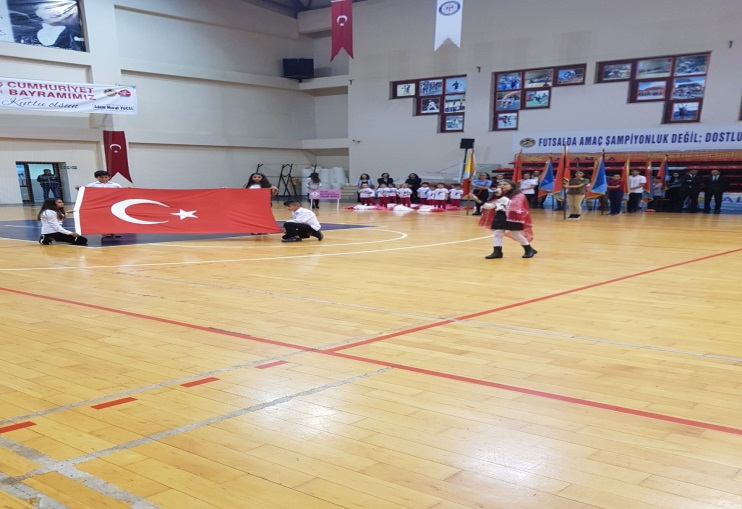 CUMHURİYET
BAYRAMIMIZ
Kutlu olsun
FUTSALDA AMAÇ ŞAMPİYONLUK DEĞİL; DOSTLU